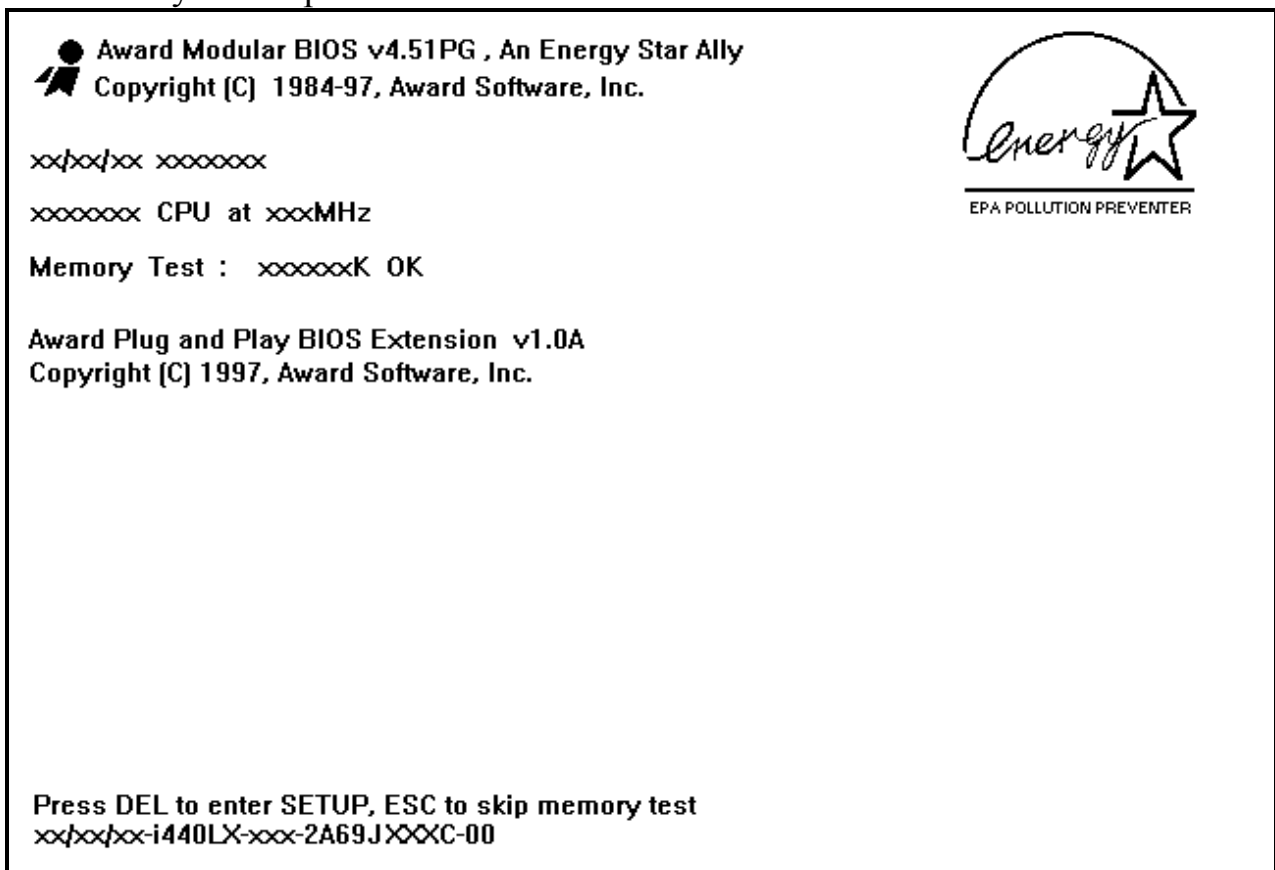 Award Modular BIOS v4.51PG , An Energy Star Ally
Copyright (C) 1984-97, Award Software, Inc.
energy
EPA POLLUTION PREVENTER
xx/xx/xx xxxxxxx
xxxxxxx CPU at xxxMHz
Memory Test : xxxxxxK OK
Award Plug and Play BIOS Extension v1.0A
Copyright (C) 1997, Award Software, Inc.
Press DEL to enter SETUP, ESC to skip memory test
xx/xx/xx-i440LX-xxx-2A69JXXXC-00